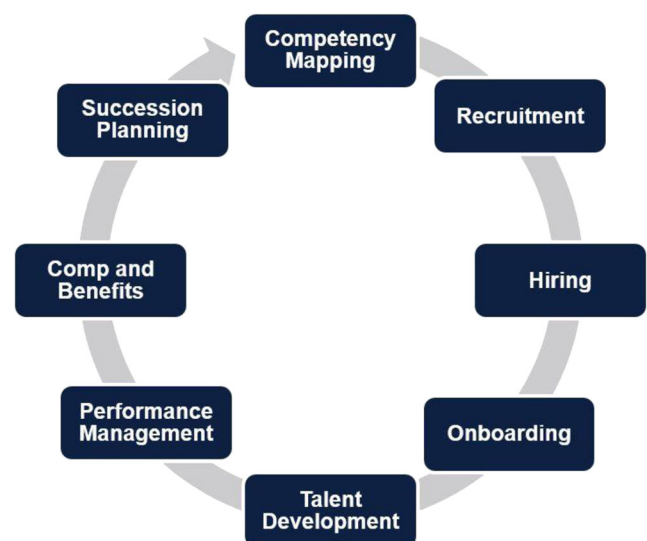 Competency
Mapping
Recruitment
Hiring
Onboarding
Talent
Development
Performance
Management
Comp and
Benefits
Succession
Planning